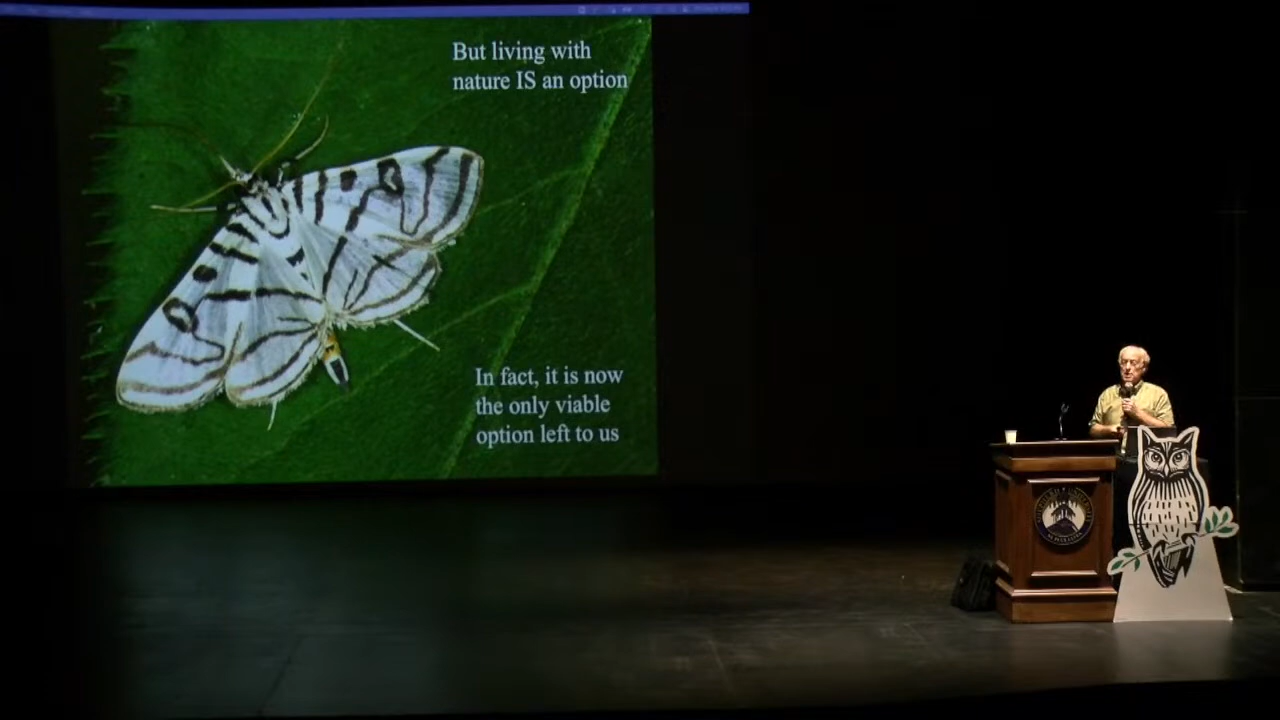 But living with
nature IS an option
In fact, it is now
the only viable
option left to us